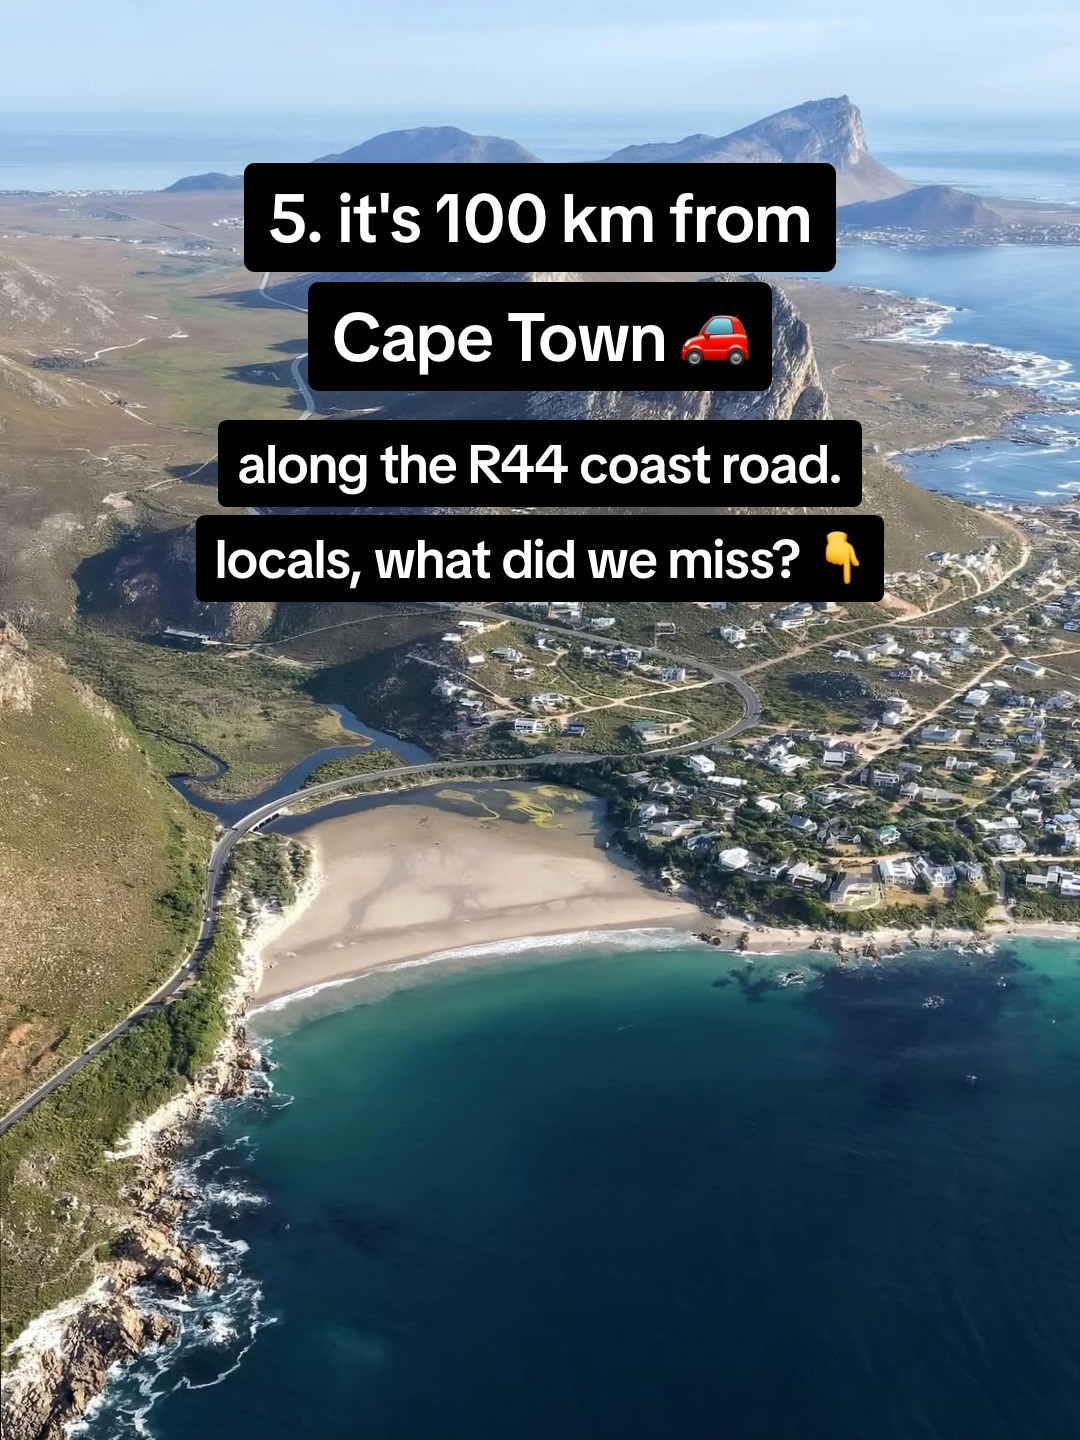 5. it's 100 km from
Cape Town 🚗
along the R44 coast road.
locals, what did we miss? 👇